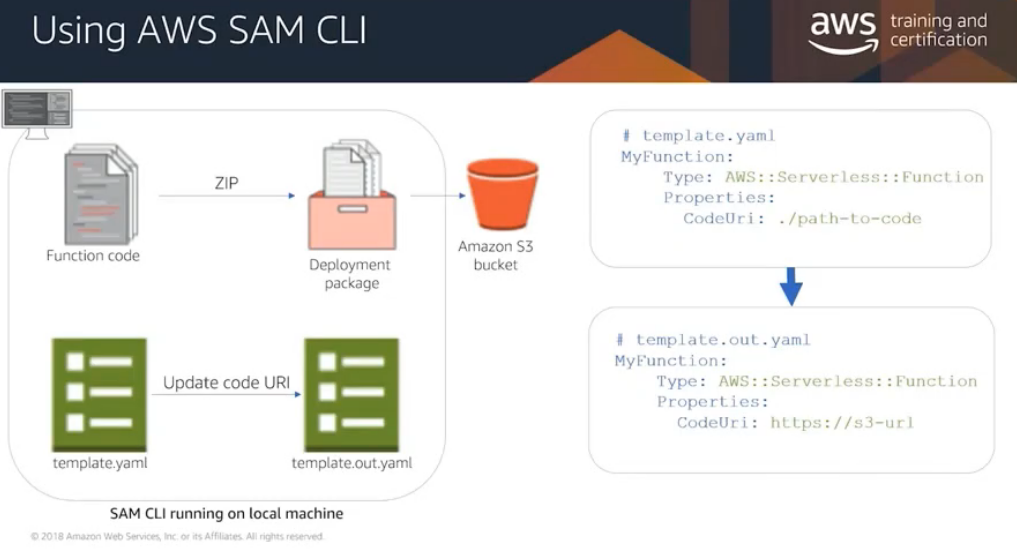 Using AWS SAM CLI
aws training and
certification
ZIP
Function code
Deployment
package
Amazon S3
bucket
Update code URI
template.yaml
template.out.yaml
SAM CLI running on local machine
# template.yaml
MyFunction:
Type: AWS::Serverless::Function
Properties:
CodeUri: ./path-to-code
# template.out.yaml
MyFunction:
Type: AWS::Serverless::Function
Properties:
CodeUri: https://s3-url
© 2018 Amazon Web Services, Inc. or its Affiliates. All rights reserved.